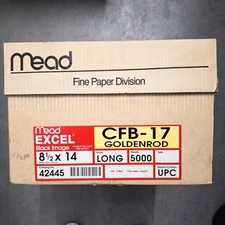 mead
Fine Paper Division
mead
EXCEL
Black Image
CFB-17
GOLDENROD
8½ x 14
LONG
5000
42445
UPC